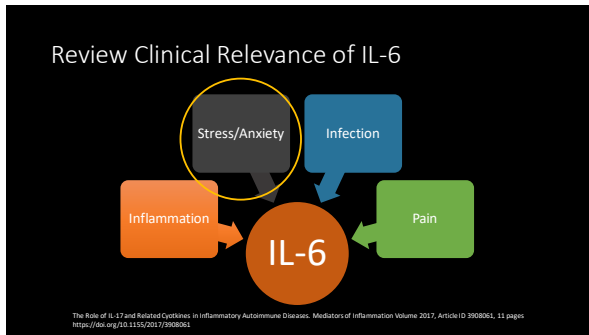 Review Clinical Relevance of IL-6
Stress/Anxiety
Infection
Inflammation
Pain
IL-6
The Role of IL-17 and Related Cyotkines in Inflammatory Autoimmune Diseases. Mediators of Inflammation Volume 2017, Article ID 3908061, 11 pages
https://doi.org/10.1155/2017/3908061